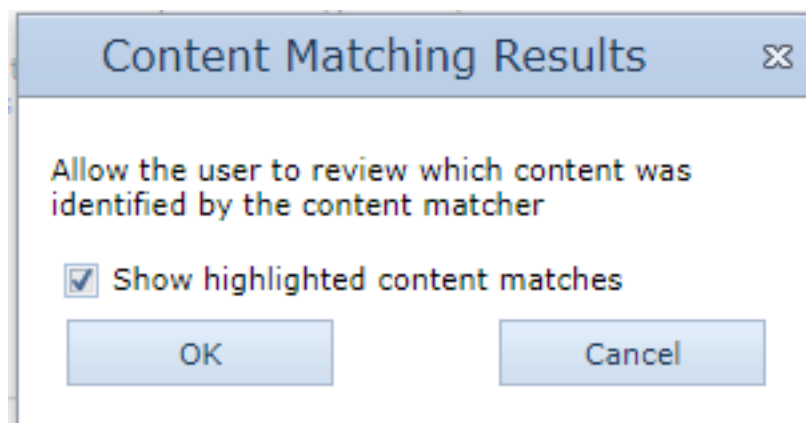 Content Matching Results
Allow the user to review which content was
identified by the content matcher
Show highlighted content matches
OK
Cancel